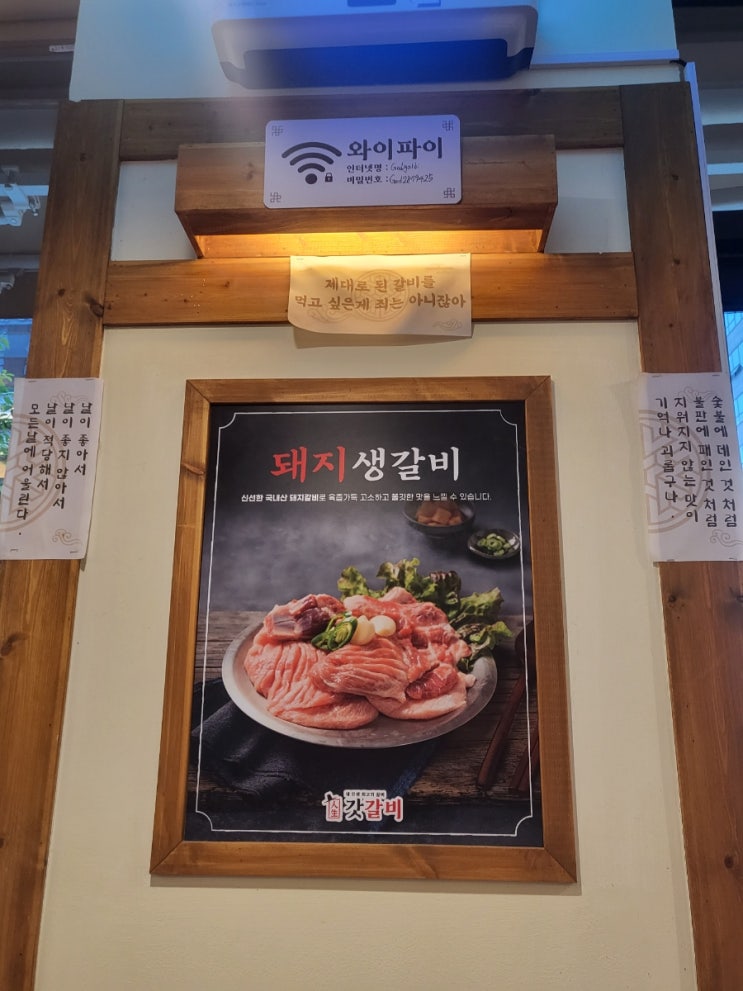 와이파이
인터넷명 :
비밀번호 :
제대로 된 갈비를
먹고 싶은게 죄는 아니잖아
날이 좋아서
날이 좋지 않아서
날이 적당해서
모든날에 어울린다.
돼지생갈비
신선한 국내산 돼지갈비로 육즙가득 고소하고 쫄깃한 맛을 느낄 수 있습니다.
人生
갓갈비
숯불에 데인 것 처럼
불판에 패인 것 처럼
지워지지 않는 맛이
기억나 괴롭구나.